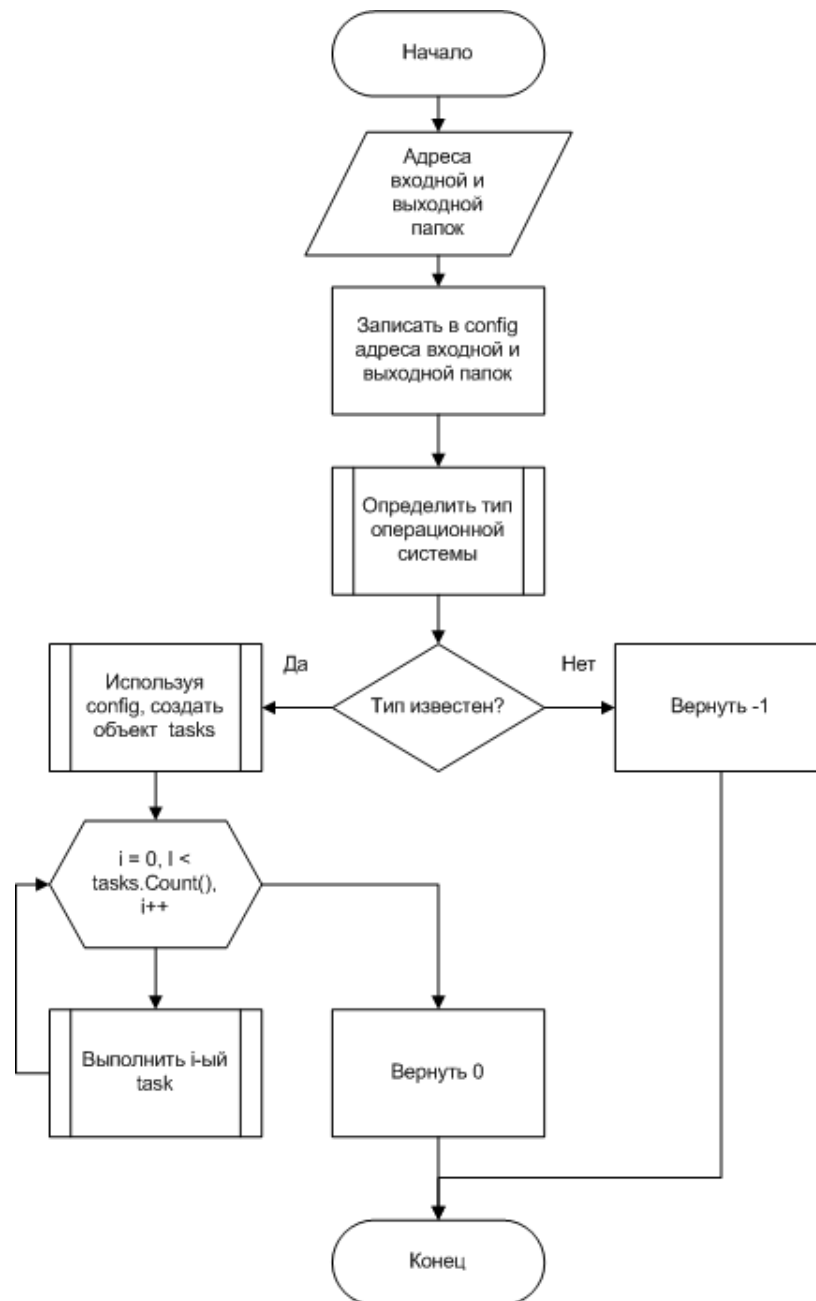 Начало
Адреса
входной и
выходной
папок
Записать в config
адреса входной и
выходной папок
Определить тип
операционной
системы
Да
Нет
Используя
config, создать
объект tasks
Тип известен?
Вернуть -1
i = 0, I <
tasks.Count(),
i++
Выполнить i-ый
task
Вернуть 0
Конец